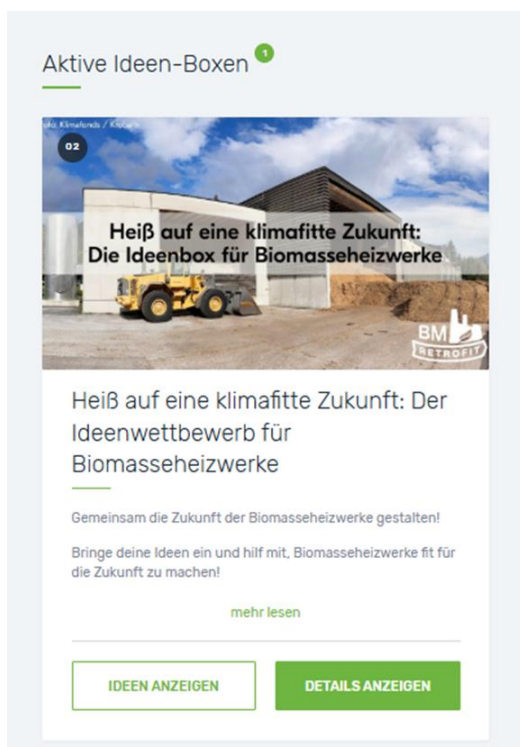 Aktive Ideen-Boxen 1
Klimafonds / Krobath
02
Heiß auf eine klimafitte Zukunft:
Die Ideenbox für Biomasseheizwerke
BM
RETROFIT
Heiß auf eine klimafitte Zukunft: Der
Ideenwettbewerb für
Biomasseheizwerke
Gemeinsam die Zukunft der Biomasseheizwerke gestalten!
Bringe deine Ideen ein und hilf mit, Biomasseheizwerke fit für
die Zukunft zu machen!
mehr lesen
IDEEN ANZEIGEN
DETAILS ANZEIGEN